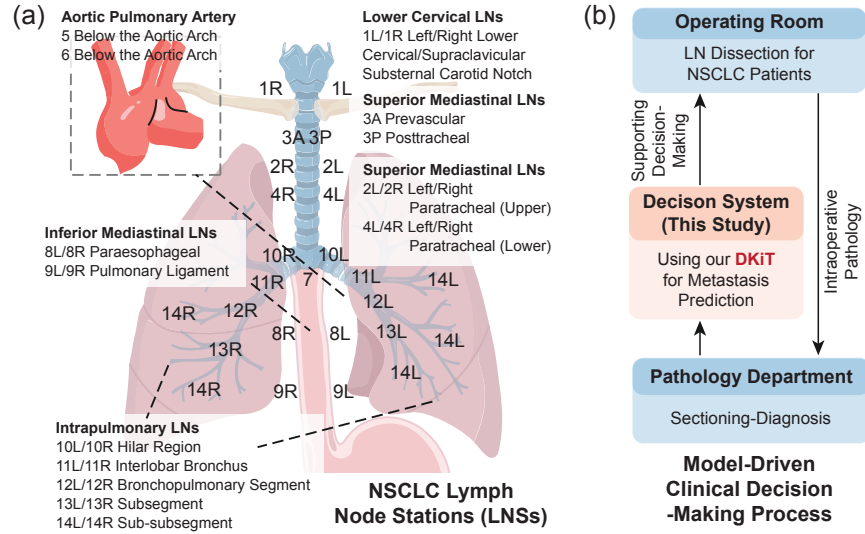 (a)
Aortic Pulmonary Artery
5 Below the Aortic Arch
6 Below the Aortic Arch
Lower Cervical LNs
1L/1R Left/Right Lower
Cervical/Supraclavicular
Substernal Carotid Notch
Superior Mediastinal LNs
3A Prevascular
3P Posttracheal
Superior Mediastinal LNs
2L/2R Left/Right
Paratracheal (Upper)
4L/4R Left/Right
Paratracheal (Lower)
Inferior Mediastinal LNs
8L/8R Paraesophageal
9L/9R Pulmonary Ligament
1R 1L
3A 3P
2R 2L
4R 4L
10R 10L
11R 7 11L 14L
14R 12R 12L
8R 8L 13L 14L
13R
14R 9R 9L 14L
Intrapulmonary LNs
10L/10R Hilar Region
11L/11R Interlobar Bronchus
12L/12R Bronchopulmonary Segment
13L/13R Subsegment
14L/14R Sub-subsegment
NSCLC Lymph
Node Stations (LNSs)
(b)
Operating Room
LN Dissection for
NSCLC Patients
Supporting
Decision-
Making
Decison System
(This Study)
Using our DKiT
for Metastasis
Prediction
Intraoperative Pathology
Pathology Department
Sectioning-Diagnosis
Model-Driven
Clinical Decision
-Making Process